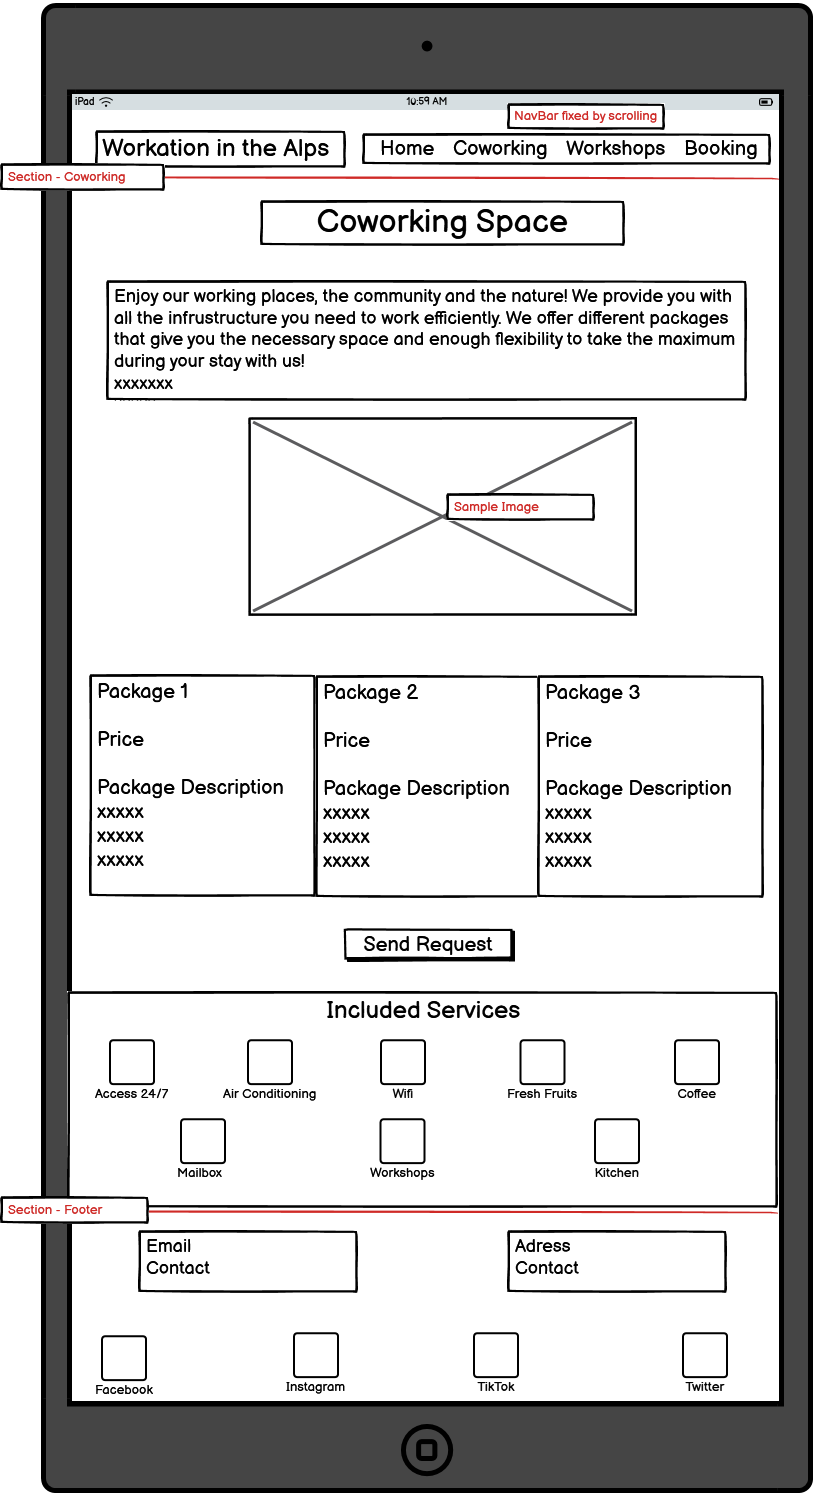 iPad 10:59 AM
NavBar fixed by scrolling
Workation in the Alps
Home Coworking Workshops Booking
Section - Coworking
Coworking Space
Enjoy our working places, the community and the nature! We provide you with
all the infrustructure you need to work efficiently. We offer different packages
that give you the necessary space and enough flexibility to take the maximum
during your stay with us!
xxxxxxx
Sample Image
Package 1
Price
Package Description
xxxxx
xxxxx
xxxxx
Package 2
Price
Package Description
xxxxx
xxxxx
xxxxx
Package 3
Price
Package Description
xxxxx
xxxxx
xxxxx
Send Request
Included Services
Access 24/7 Air Conditioning Wifi Fresh Fruits Coffee
Mailbox Workshops Kitchen
Section - Footer
Email
Contact
Adress
Contact
Facebook Instagram TikTok Twitter